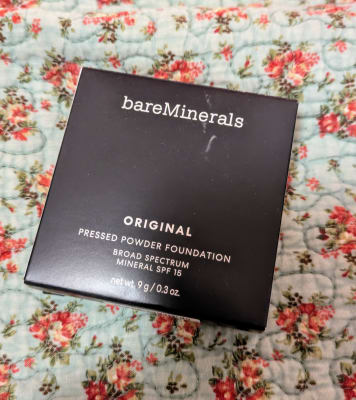 bareMinerals
ORIGINAL
PRESSED POWDER FOUNDATION
BROAD SPECTRUM
MINERAL SPF 15
net wt. 9 g / 0.3 oz.